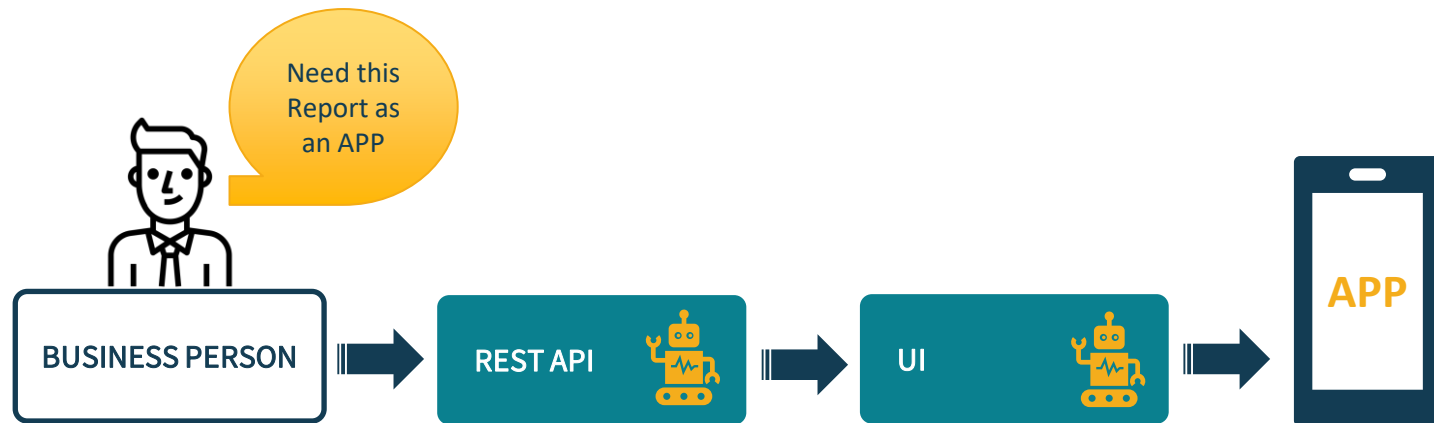 Need this
Report as
an APP
BUSINESS PERSON
REST API
UI
APP